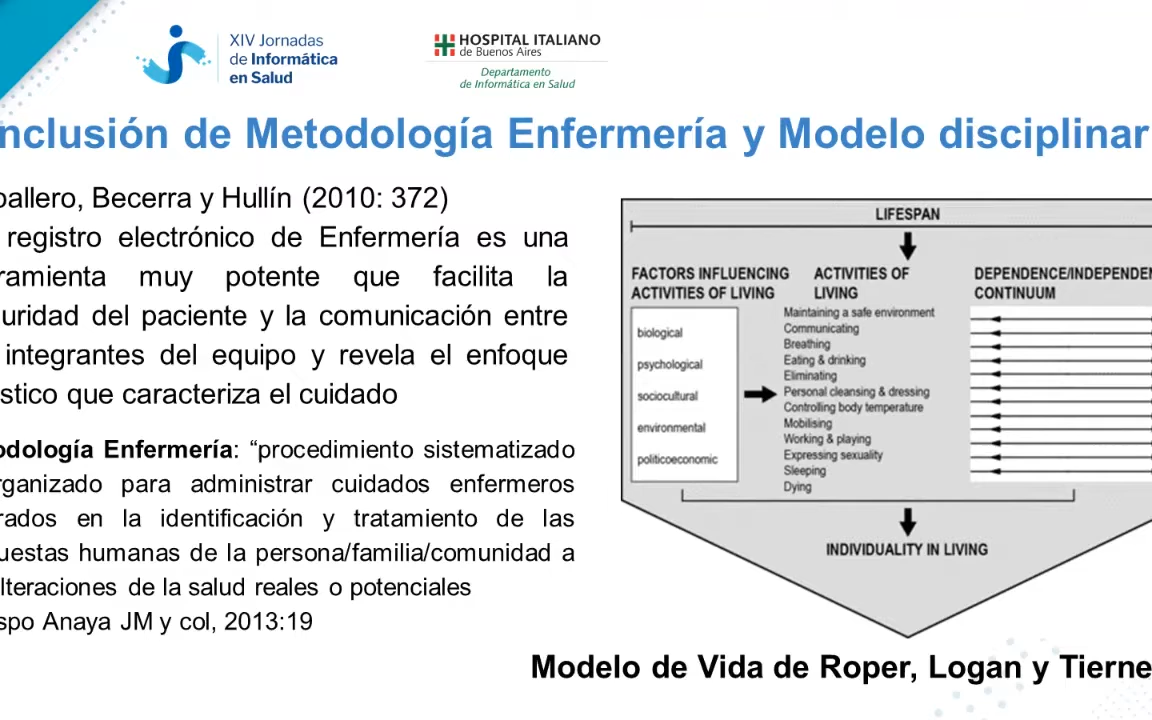 XIV Jornadas
de Informática
en Salud
HOSPITAL ITALIANO
de Buenos Aires
Departamento
de Informática en Salud
nclusión de Metodología Enfermería y Modelo disciplinar
ballero, Becerra y Hullín (2010: 372)
registro electrónico de Enfermería es una
ramienta muy potente que facilita la
uridad del paciente y la comunicación entre
integrantes del equipo y revela el enfoque
stico que caracteriza el cuidado
odología Enfermería: “procedimiento sistematizado
rganizado para administrar cuidados enfermeros
rados en la identificación y tratamiento de las
uestas humanas de la persona/familia/comunidad a
lteraciones de la salud reales o potenciales
spo Anaya JM y col, 2013:19
LIFESPAN
FACTORS INFLUENCING
ACTIVITIES OF LIVING
biological
psychological
sociocultural
environmental
politicoeconomic
ACTIVITIES OF
LIVING
Maintaining a safe environment
Communicating
Breathing
Eating & drinking
Eliminating
Personal cleansing & dressing
Controlling body temperature
Mobilising
Working & playing
Expressing sexuality
Sleeping
Dying
DEPENDENCE/INDEPENDEN
CONTINUUM
INDIVIDUALITY IN LIVING
Modelo de Vida de Roper, Logan y Tierne